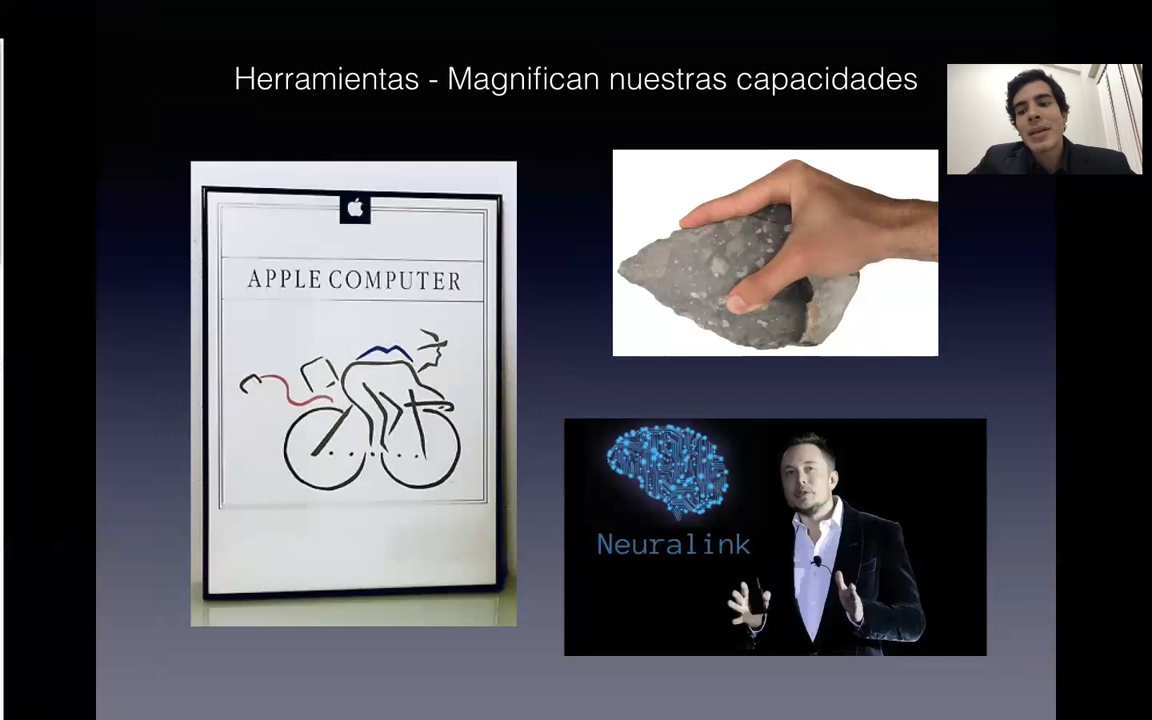 Herramientas - Magnifican nuestras capacidades
APPLE COMPUTER
Neuralink